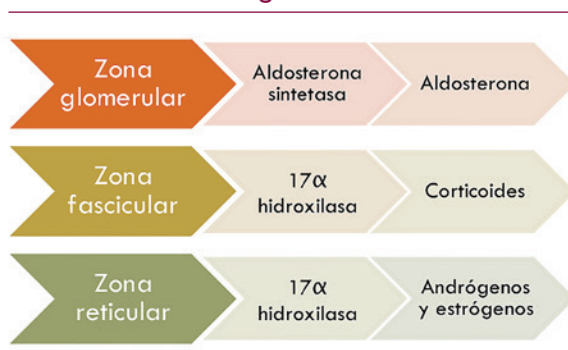 Zona
glomerular
Aldosterona
sintetasa
Aldosterona
Zona
fascicular
17α
hidroxilasa
Corticoides
Zona
reticular
17α
hidroxilasa
Andrógenos
y estrógenos